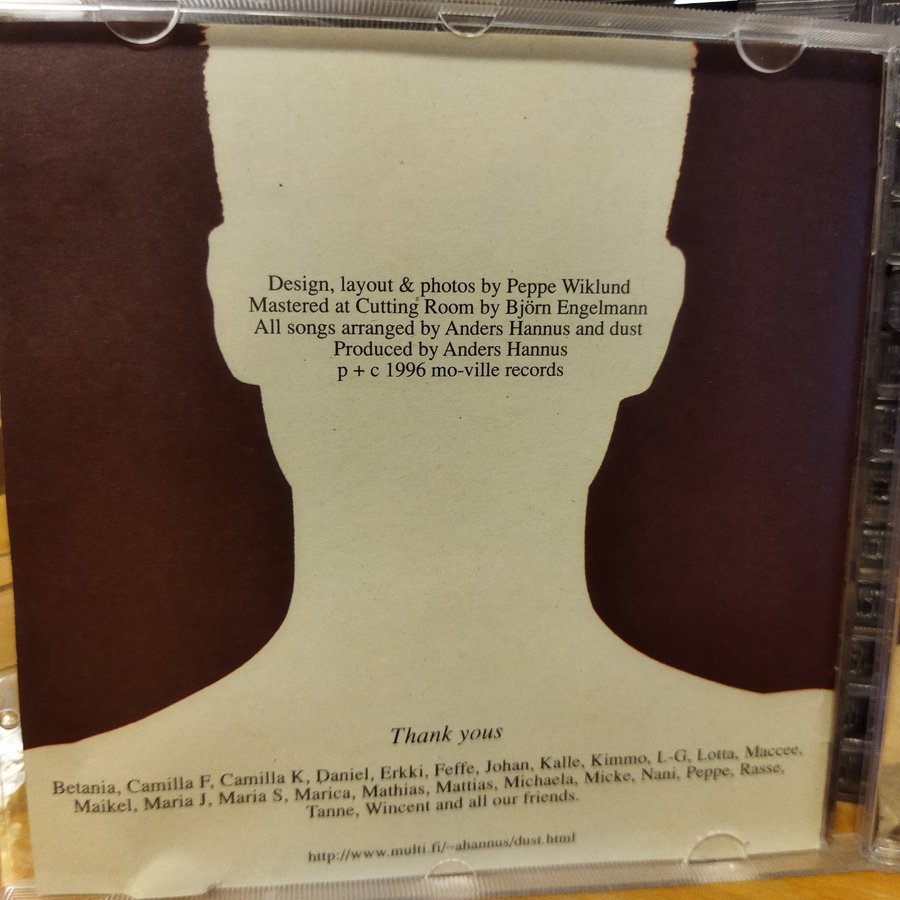 Design, layout & photos by Peppe Wiklund
Mastered at Cutting Room by Björn Engelmann
All songs arranged by Anders Hannus and dust
Produced by Anders Hannus
p + c 1996 mo-ville records
Thank yous
Betania, Camilla F, Camilla K, Daniel, Erkki, Feffe, Johan, Kalle, Kimmo, L-G, Lotta, Maccee,
Maikel, Maria J, Maria S, Marica, Mathias, Mattias, Michaela, Micke, Nani, Peppe, Rasse,
Tanne, Wincent and all our friends.
http://www.multi.fi/~ahannus/dust.html